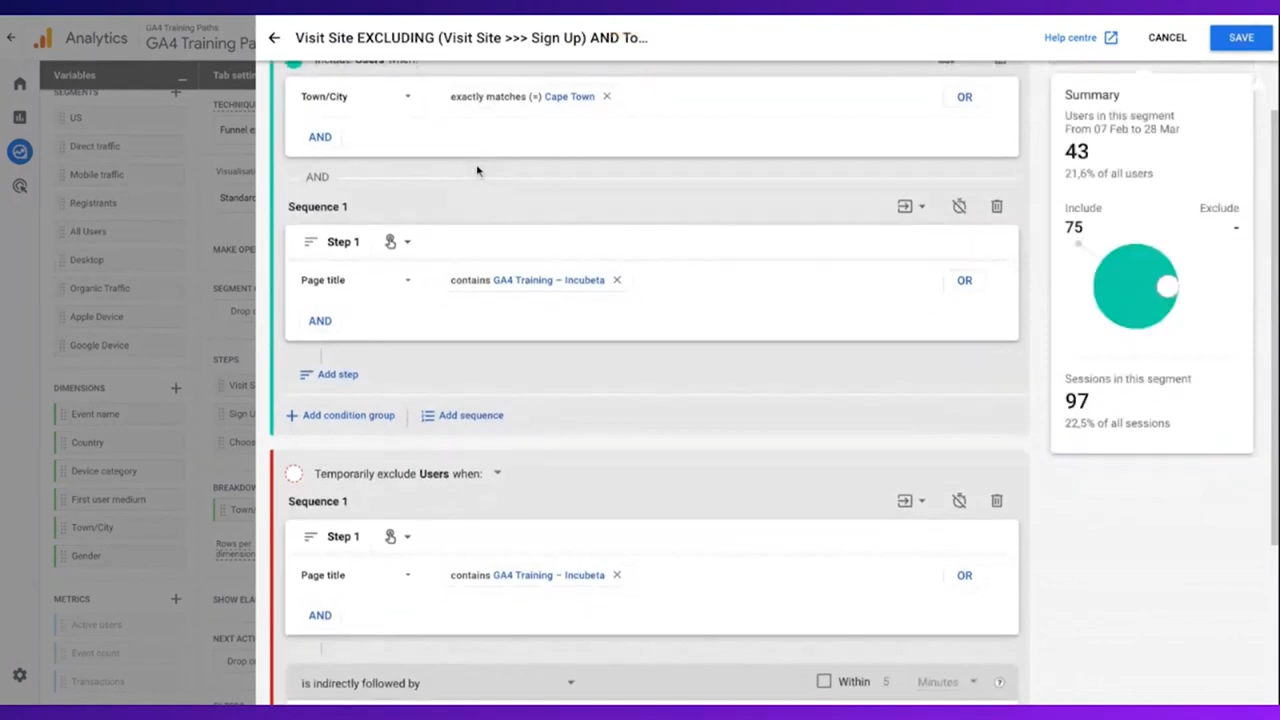 Analytics
GA4 Training Paths
GA4 Training Pa
Visit Site EXCLUDING (Visit Site >>> Sign Up) AND To...
Help centre
CANCEL
SAVE
Variables
Tab setti
SEGMENTS
US
Direct traffic
Mobile traffic
Registrants
All Users
Desktop
Organic Traffic
Apple Device
Google Device
DIMENSIONS
Event name
Country
Device category
First user medium
Town/City
Gender
METRICS
Active users
Event count
Transactions
TECHNIQUE
Funnel e
Visualisati
Standar
MAKE OPE
SEGMENT
Drop o
STEPS
Visit S
Sign U
Choos
BREAKDO
Town/
Rows per
dimension
SHOW ELA
NEXT ACTI
Drop o
Include Users when:
Town/City
exactly matches (=) Cape Town
OR
AND
AND
Sequence 1
Step 1
Page title
contains GA4 Training – Incubeta
OR
AND
Add step
Add condition group
Add sequence
Temporarily exclude Users when:
Sequence 1
Step 1
Page title
contains GA4 Training – Incubeta
OR
AND
is indirectly followed by
Within 5 Minutes
Summary
Users in this segment
From 07 Feb to 28 Mar
43
21,6% of all users
Include
Exclude
75
-
Sessions in this segment
97
22,5% of all sessions